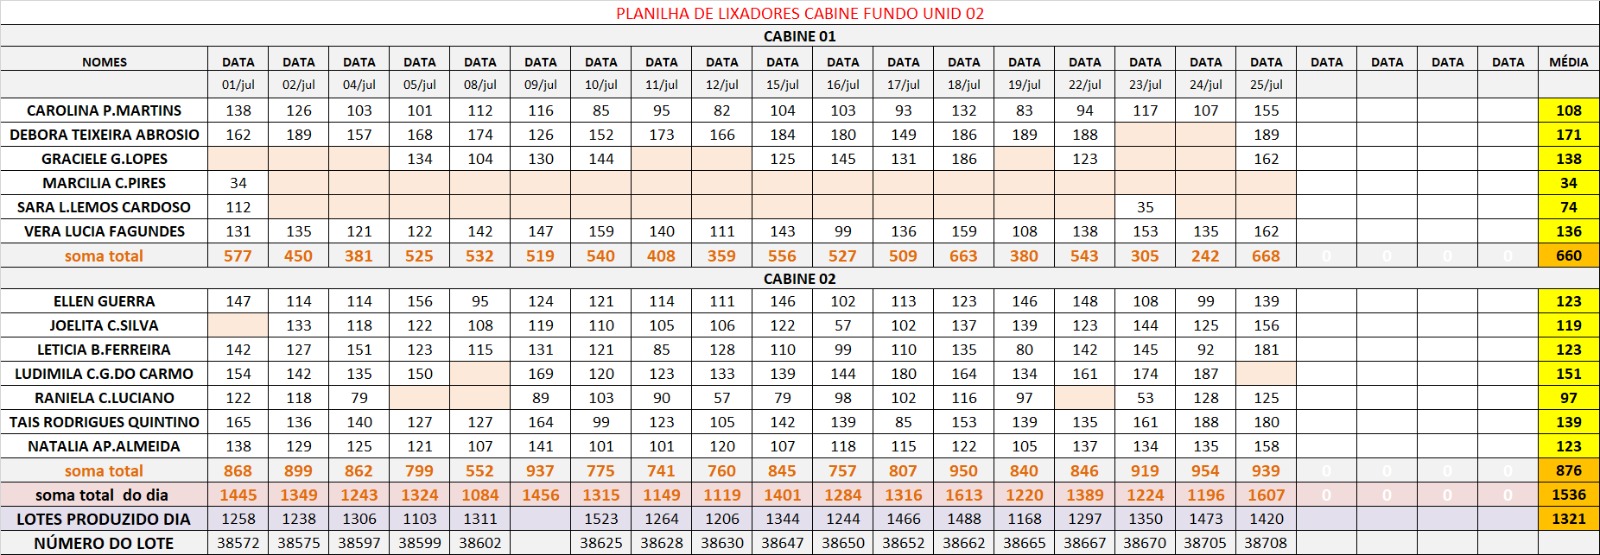 PLANILHA DE LIXADORES CABINE FUNDO UNID 02
CABINE 01
NOMES DATA DATA DATA DATA DATA DATA DATA DATA DATA DATA DATA DATA DATA DATA DATA DATA DATA DATA DATA DATA DATA DATA MÉDIA
01/jul 02/jul 04/jul 05/jul 08/jul 09/jul 10/jul 11/jul 12/jul 15/jul 16/jul 17/jul 18/jul 19/jul 22/jul 23/jul 24/jul 25/jul
CAROLINA P.MARTINS 138 126 103 101 112 116 85 95 82 104 103 93 132 83 94 117 107 155 108
DEBORA TEIXEIRA ABROSIO 162 189 157 168 174 126 152 173 166 184 180 149 186 189 188 189 171
GRACIELE G.LOPES 134 104 130 144 125 145 131 186 123 162 138
MARCILIA C.PIRES 34 34
SARA L.LEMOS CARDOSO 112 35 74
VERA LUCIA FAGUNDES 131 135 121 122 142 147 159 140 111 143 99 136 159 108 138 153 135 162 136
soma total 577 450 381 525 532 519 540 408 359 556 527 509 663 380 543 305 242 668 0 0 0 0 660
CABINE 02
ELLEN GUERRA 147 114 114 156 95 124 121 114 111 146 102 113 123 146 148 108 99 139 123
JOELITA C.SILVA 133 118 122 108 119 110 105 106 122 57 102 137 139 123 144 125 156 119
LETICIA B.FERREIRA 142 127 151 123 115 131 121 85 128 110 99 110 135 80 142 145 92 181 123
LUDIMILA C.G.DO CARMO 154 142 135 150 169 120 123 133 139 144 180 164 134 161 174 187 151
RANIELA C.LUCIANO 122 118 79 89 103 90 57 79 98 102 116 97 53 128 125 97
TAIS RODRIGUES QUINTINO 165 136 140 127 127 164 99 123 105 142 139 85 153 139 135 161 188 180 139
NATALIA AP.ALMEIDA 138 129 125 121 107 141 101 101 120 107 118 115 122 105 137 134 135 158 123
soma total 868 899 862 799 552 937 775 741 760 845 757 807 950 840 846 919 954 939 0 0 0 0 876
soma total do dia 1445 1349 1243 1324 1084 1456 1315 1149 1119 1401 1284 1316 1613 1220 1389 1224 1196 1607 0 0 0 0 1536
LOTES PRODUZIDO DIA 1258 1238 1306 1103 1311 1523 1264 1206 1344 1244 1466 1488 1168 1297 1350 1473 1420 1321
NÚMERO DO LOTE 38572 38575 38597 38599 38602 38625 38628 38630 38647 38650 38652 38662 38665 38667 38670 38705 38708